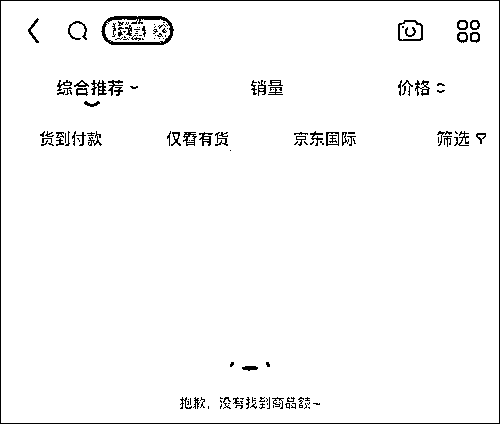 综合推荐 销量 价格
货到付款 仅看有货 京东国际 筛选
抱歉，没有找到商品额~